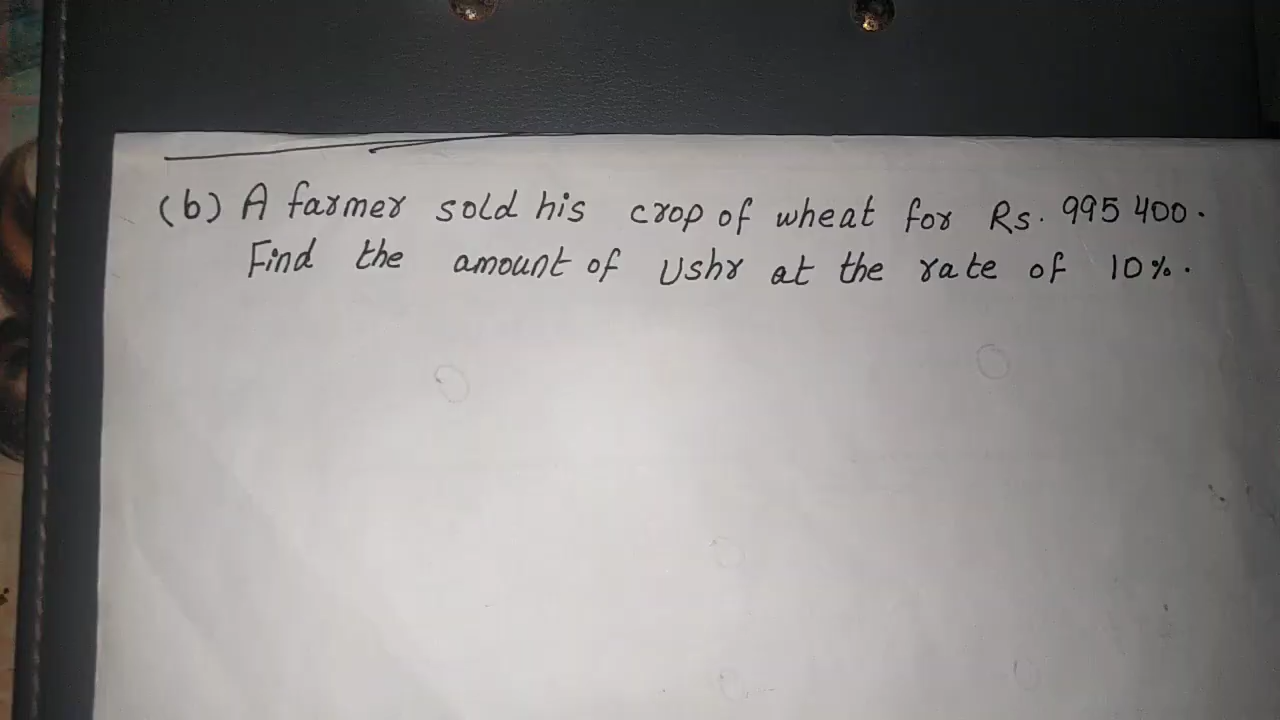 (b) A farmer sold his crop of wheat for Rs. 995 400.
Find the amount of Ushr at the rate of 10%.